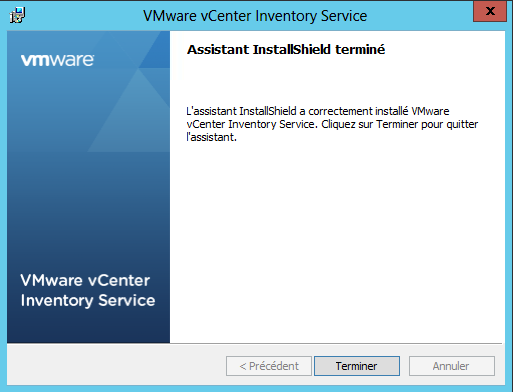 VMware vCenter Inventory Service
x
vmware
Assistant InstallShield terminé
L'assistant InstallShield a correctement installé VMware
vCenter Inventory Service. Cliquez sur Terminer pour quitter
l'assistant.
VMware vCenter
Inventory Service
< Précédent
Terminer
Annuler